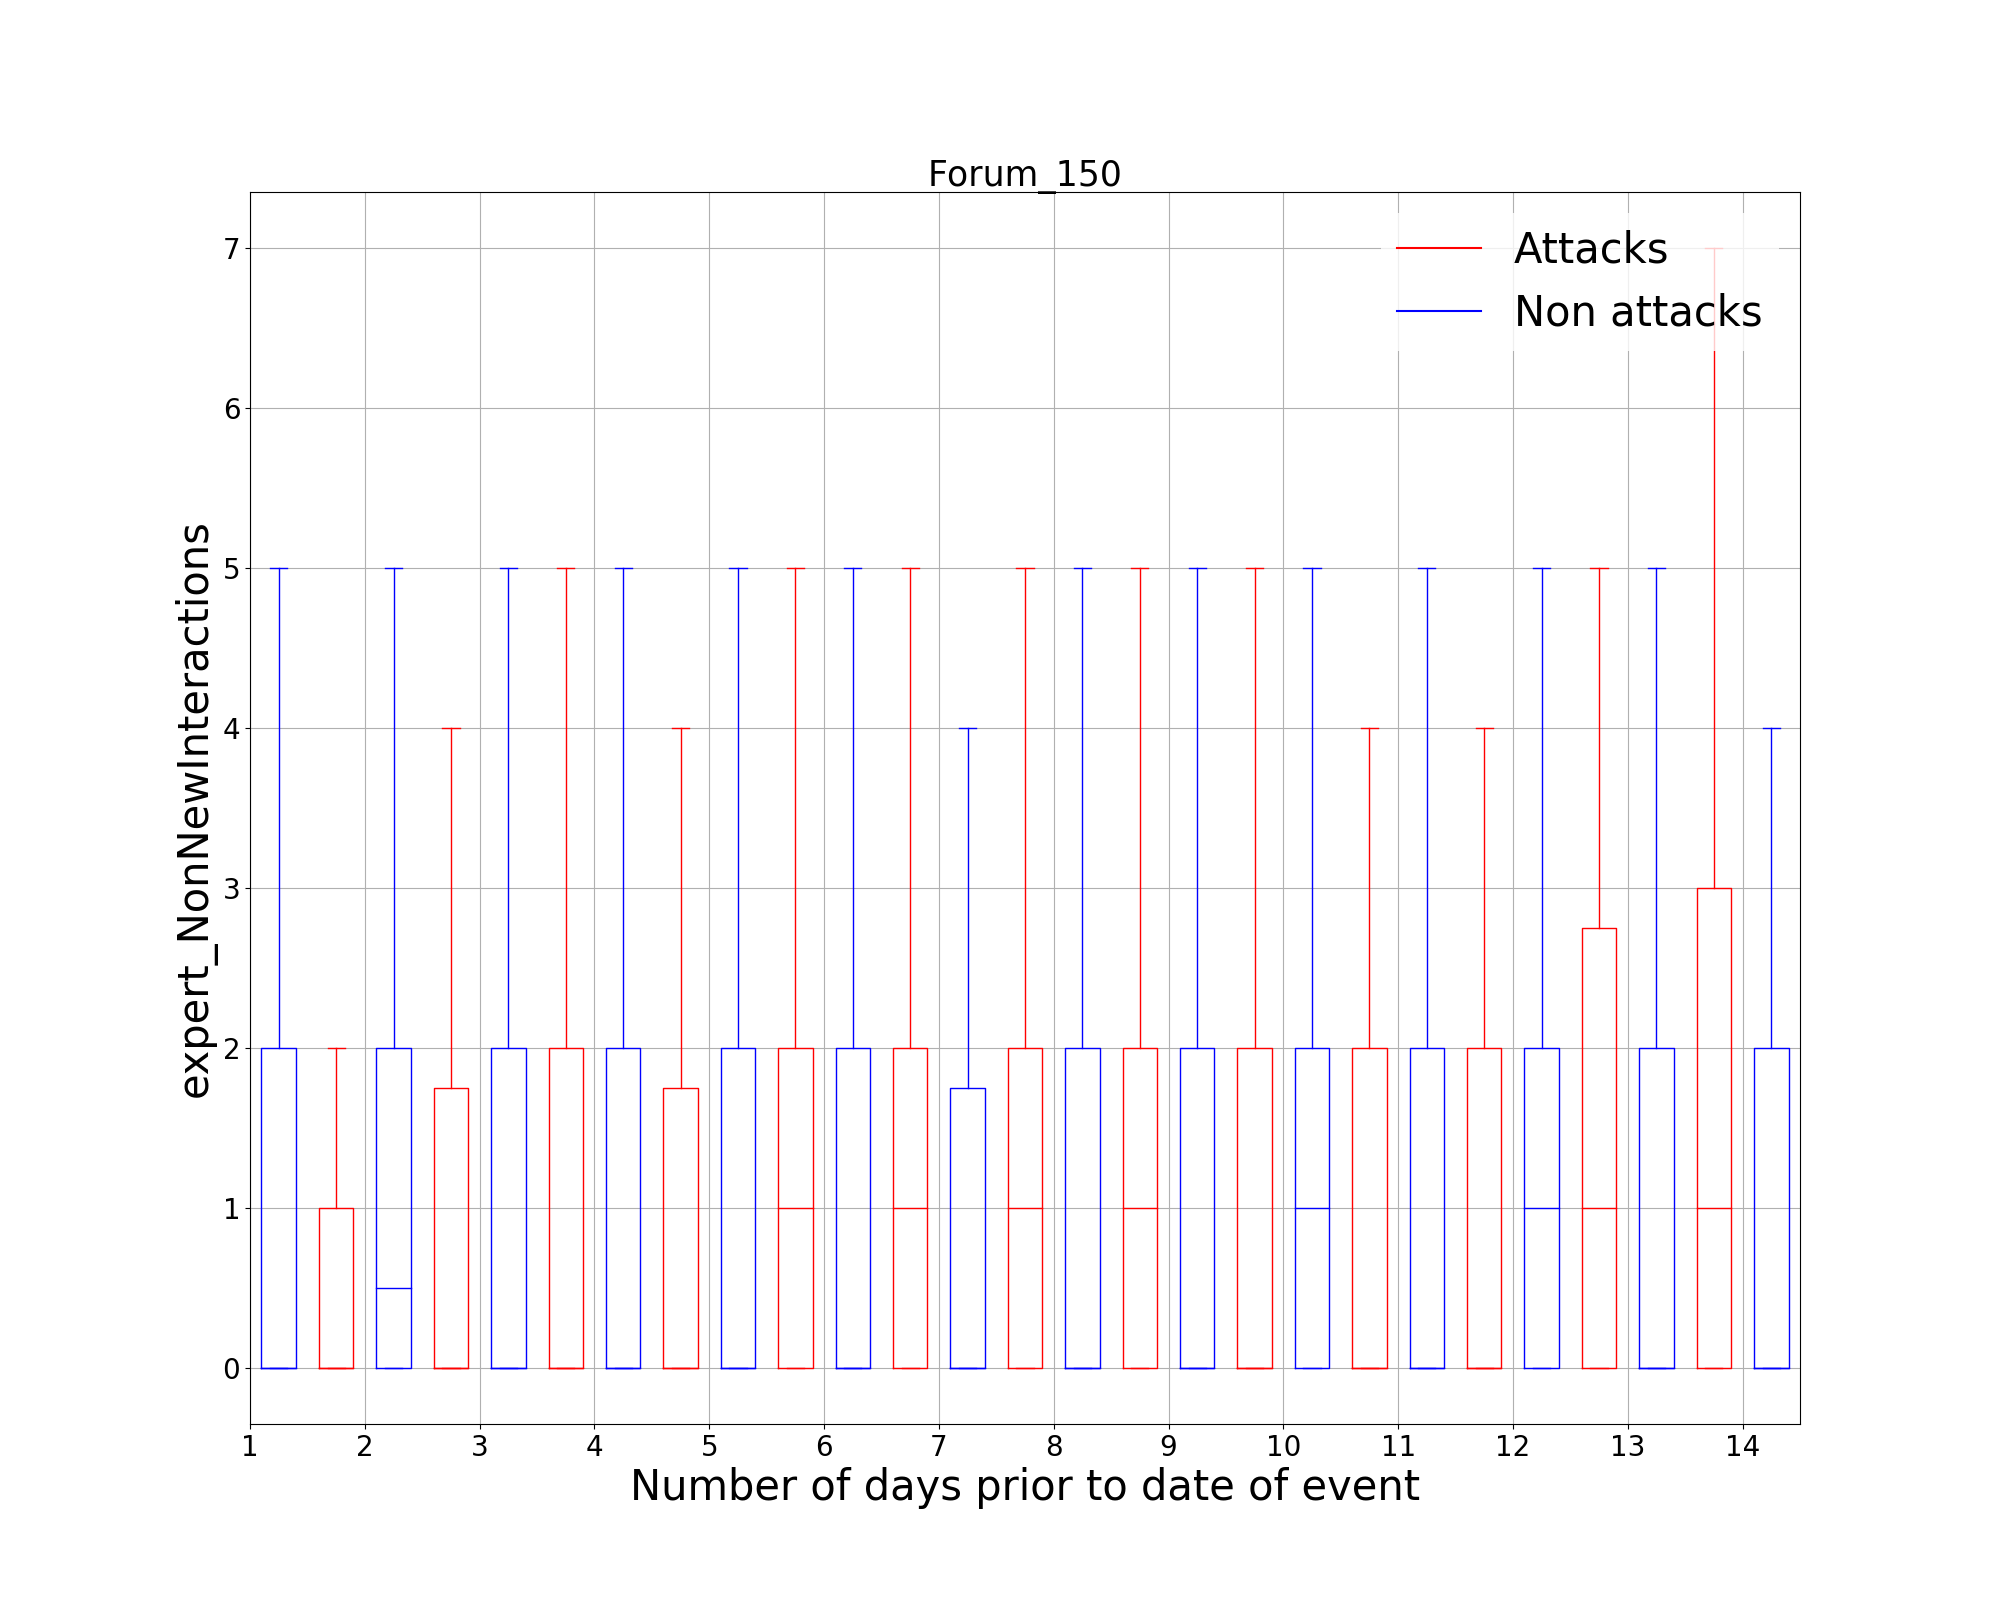 Forum_150
Attacks
Non attacks
expert_NonNewInteractions
7
6
5
4
3
2
1
0
1 2 3 4 5 6 7 8 9 10 11 12 13 14
Number of days prior to date of event